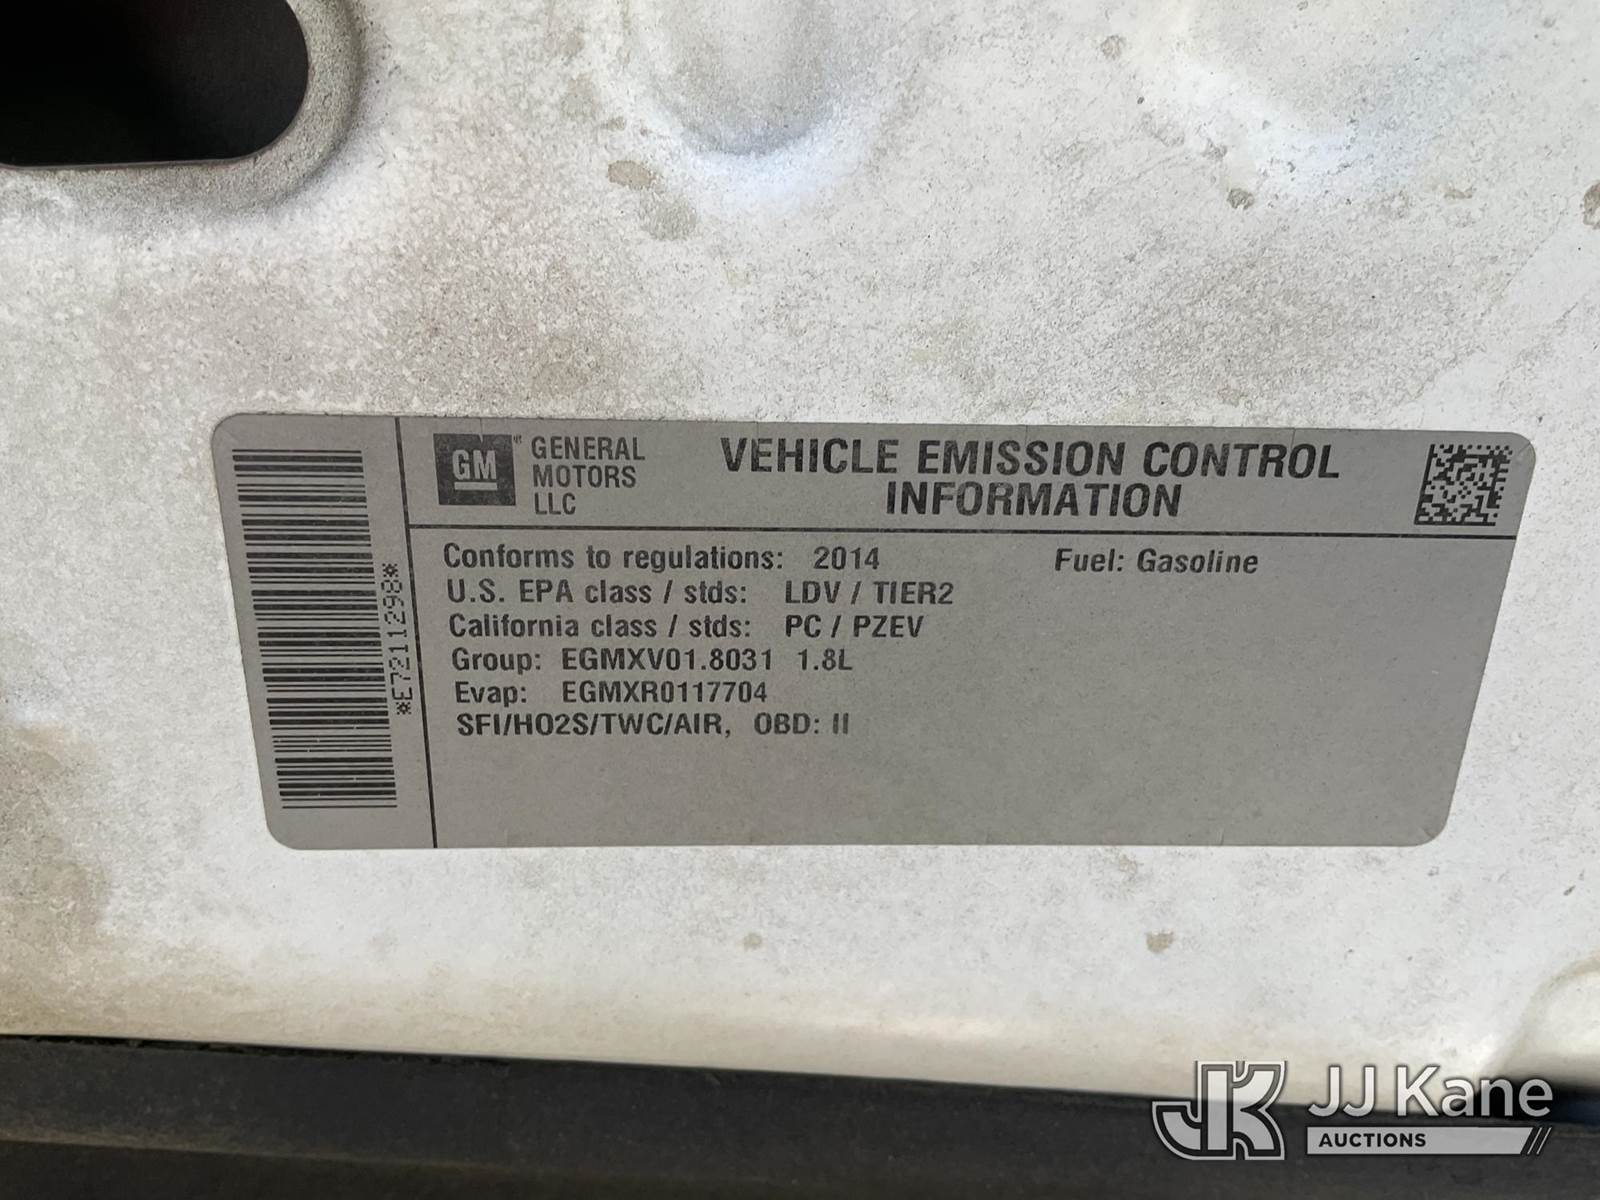 GM
GENERAL
MOTORS
LLC
VEHICLE EMISSION CONTROL
INFORMATION
*E7211298*
Conforms to regulations: 2014 Fuel: Gasoline
U.S. EPA class / stds: LDV / TIER2
California class / stds: PC / PZEV
Group: EGMXV01.8031 1.8L
Evap: EGMXR0117704
SFI/HO2S/TWC/AIR, OBD: II
JK JJ Kane
AUCTIONS